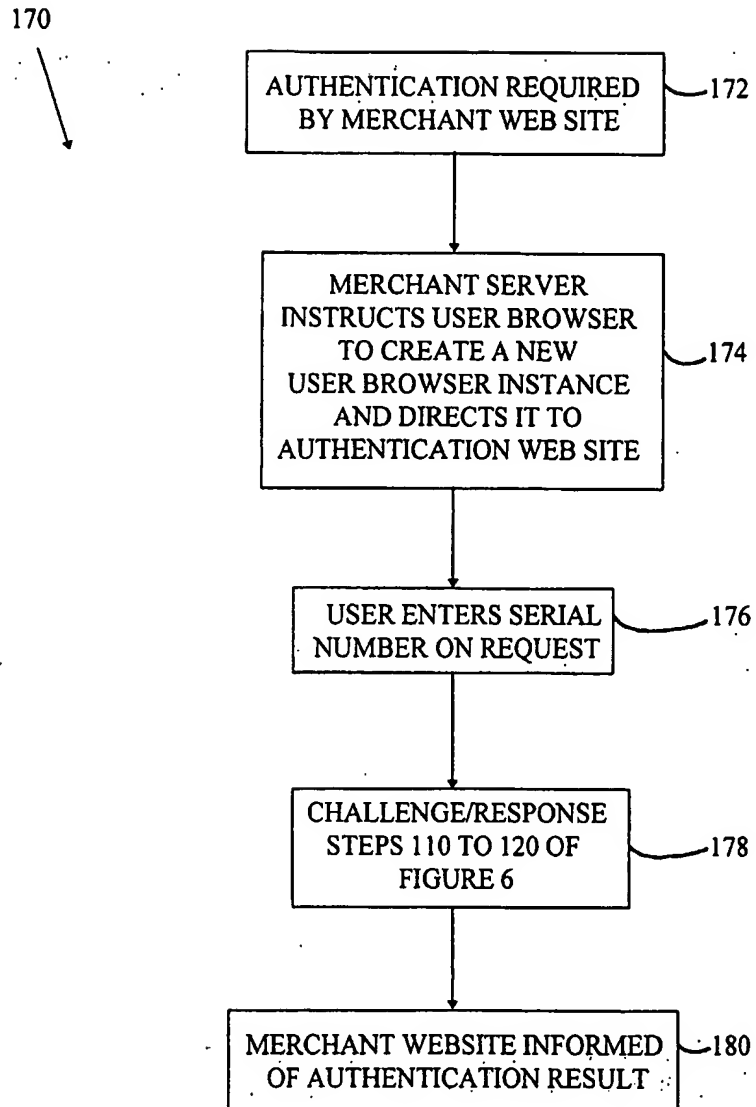 170
AUTHENTICATION REQUIRED
BY MERCHANT WEB SITE
172
MERCHANT SERVER
INSTRUCTS USER BROWSER
TO CREATE A NEW
USER BROWSER INSTANCE
AND DIRECTS IT TO
AUTHENTICATION WEB SITE
174
USER ENTERS SERIAL
NUMBER ON REQUEST
176
CHALLENGE/RESPONSE
STEPS 110 TO 120 OF
FIGURE 6
178
MERCHANT WEBSITE INFORMED
OF AUTHENTICATION RESULT
180